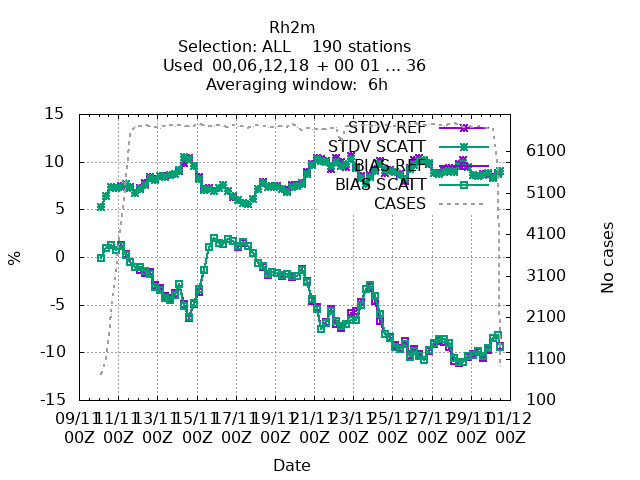 Rh2m
Selection: ALL 190 stations
Used 00,06,12,18 + 00 01 ... 36
Averaging window: 6h
STDV REF
STDV SCATT
BIAS REF
BIAS SCATT
CASES
15
10
5
0
-5
-10
-15
%
6100
5100
4100
3100
2100
1100
100
No cases
09/11 11/11 13/11 15/11 17/11 19/11 21/11 23/11 25/11 27/11 29/11 01/12
00Z 00Z 00Z 00Z 00Z 00Z 00Z 00Z 00Z 00Z 00Z 00Z
Date